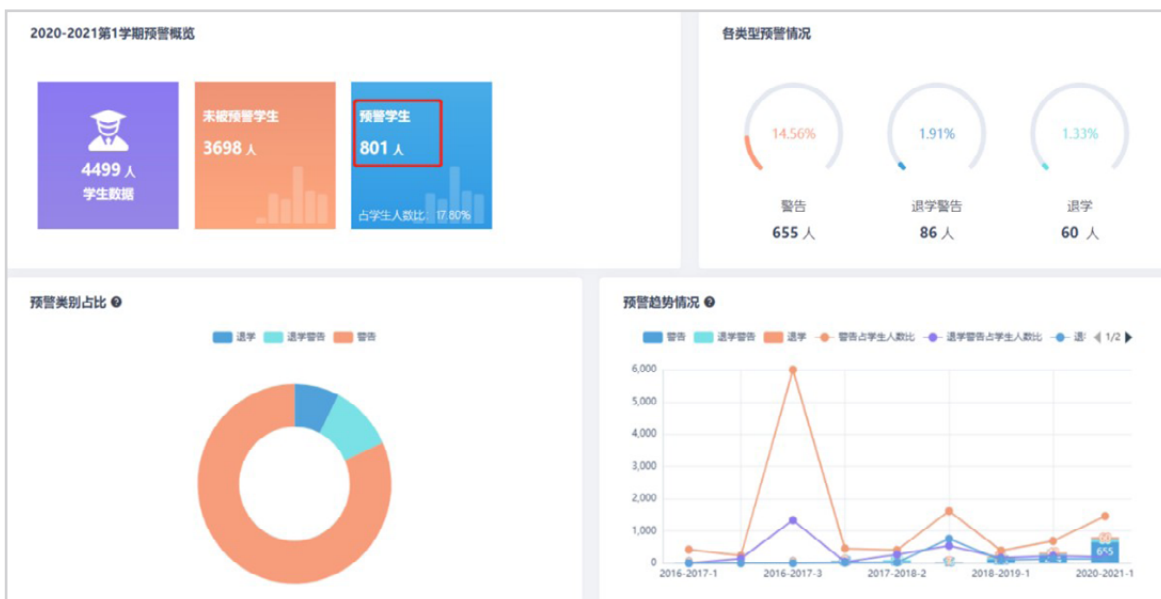 2020-2021第1学期预警概览
4499 人
学生数据
未被预警学生
3698 人
预警学生
801 人
占学生人数比: 17.80%
各类型预警情况
14.56%
1.91%
1.33%
警告
退学警告
退学
655 人
86 人
60 人
预警类别占比
退学 退学警告 警告
预警趋势情况
警告 退学警告 退学 警告占学生人数比 退学警告占学生人数比 1/2
6,000
5,000
4,000
3,000
2,000
1,000
0
655
2016-2017-1 2016-2017-3 2017-2018-2 2018-2019-1 2020-2021-1